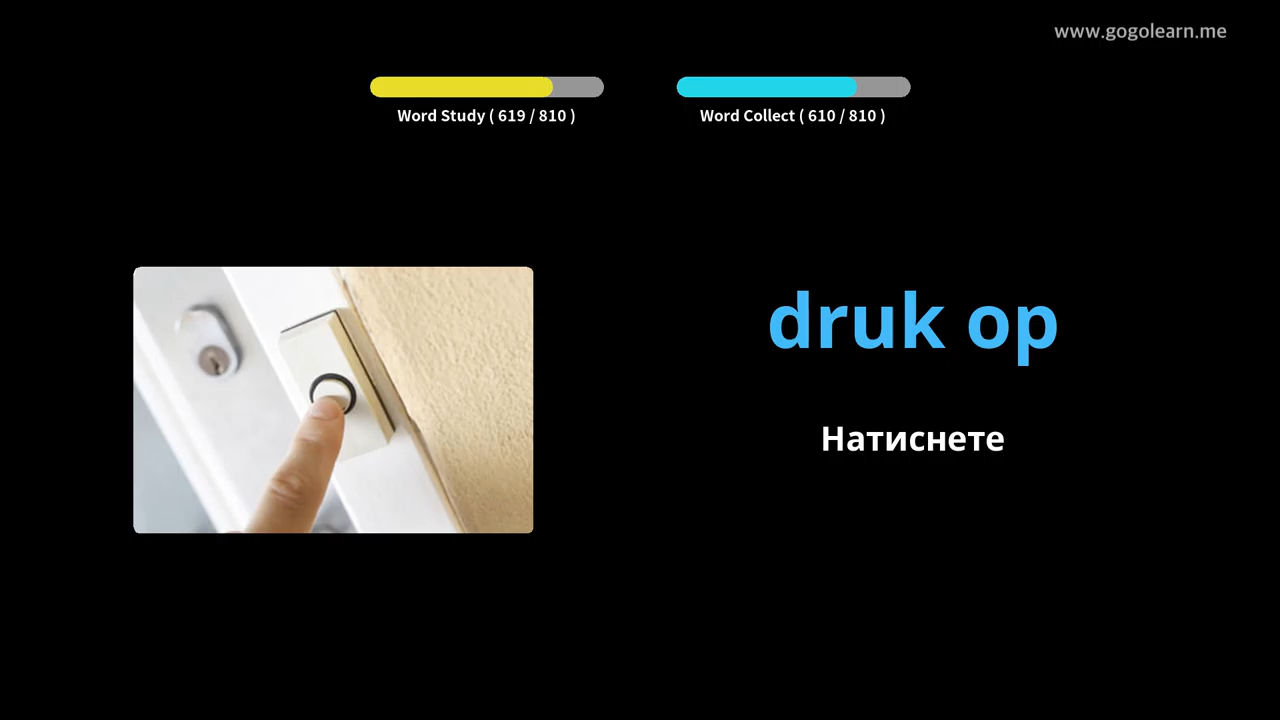 www.gogolearn.me
Word Study ( 619 / 810 )
Word Collect ( 610 / 810 )
druk op
Натиснете